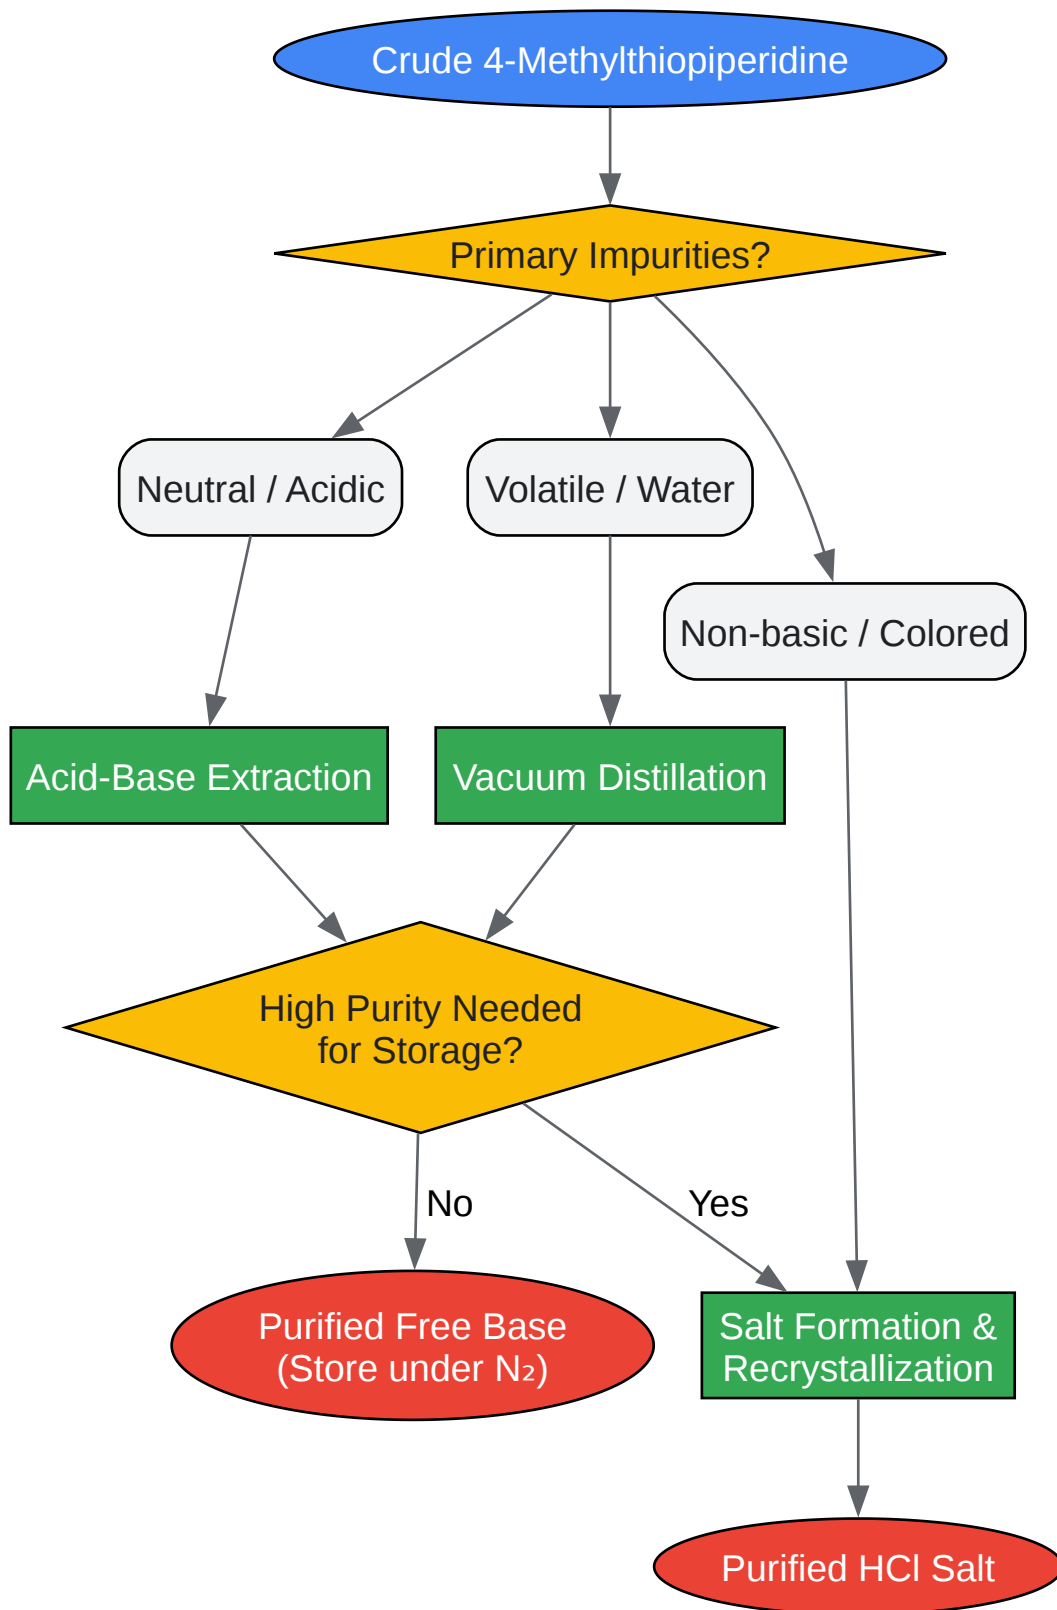 Crude 4-Methylthiopiperidine
Primary Impurities?
Neutral / Acidic
Volatile / Water
Non-basic / Colored
Acid-Base Extraction
Vacuum Distillation
High Purity Needed
for Storage?
No
Yes
Purified Free Base
(Store under N₂)
Salt Formation &
Recrystallization
Purified HCl Salt